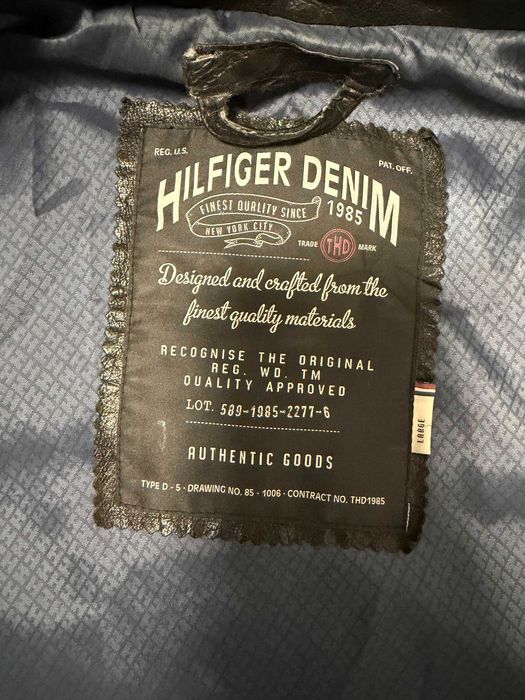 REG. U.S.
PAT. OFF.
HILFIGER DENIM
FINEST QUALITY SINCE 1985
NEW YORK CITY
TRADE THD MARK
Designed and crafted from the
finest quality materials
RECOGNISE THE ORIGINAL
REG. WD. TM
QUALITY APPROVED
LOT. 589-1985-2277-6
LARGE
AUTHENTIC GOODS
TYPE D - 5 · DRAWING NO. 85 · 1006 · CONTRACT NO. THD1985